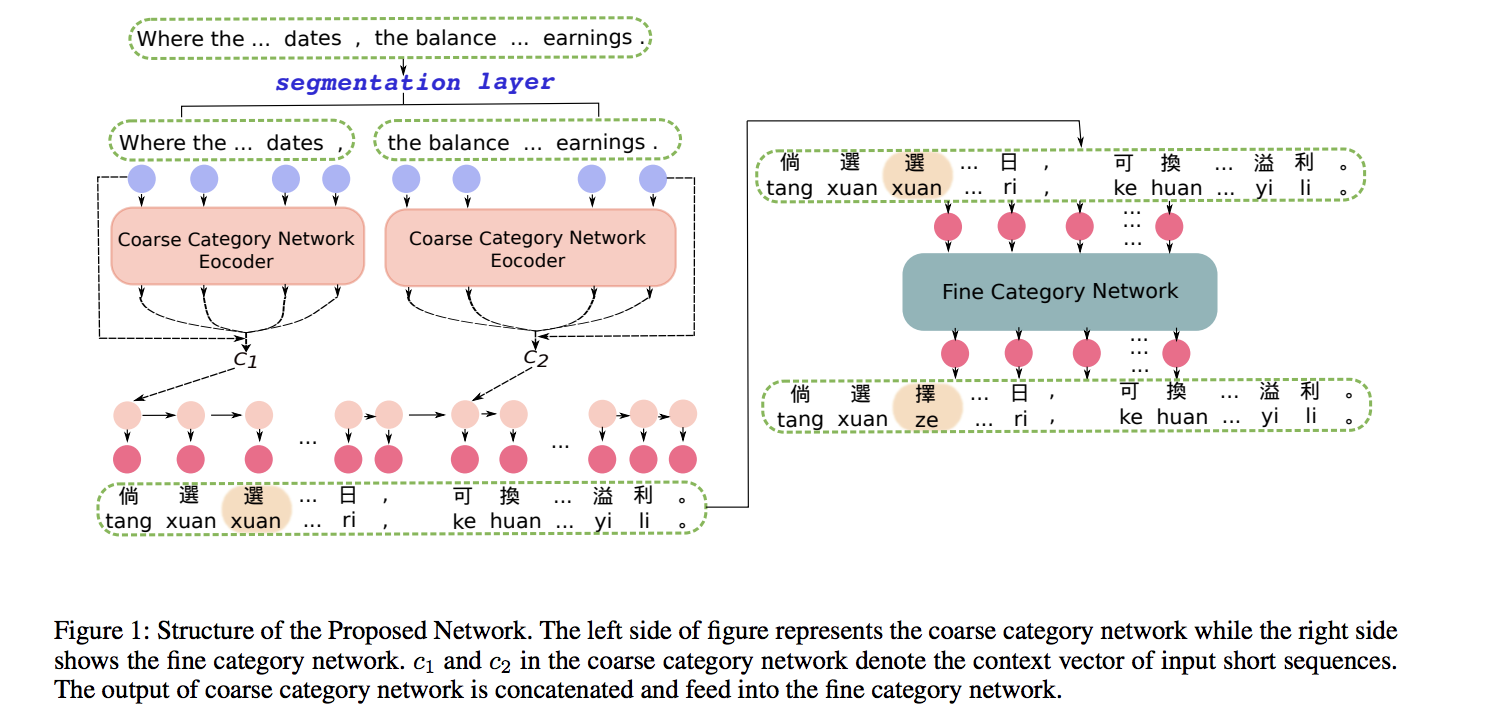 Where the ... dates , the balance ... earnings .
segmentation layer
Where the ... dates ,
the balance ... earnings .
Coarse Category Network
Eocoder
Coarse Category Network
Eocoder
c1
c2
...
...
倘 選 選 ... 日 , 可 換 ... 溢 利 。
tang xuan xuan ... ri , ke huan ... yi li 。
倘 選 選 ... 日 , 可 換 ... 溢 利 。
tang xuan xuan ... ri , ke huan ... yi li 。
...
...
...
Fine Category Network
...
...
...
倘 選 擇 ... 日 , 可 換 ... 溢 利 。
tang xuan ze ... ri , ke huan ... yi li 。
Figure 1: Structure of the Proposed Network. The left side of figure represents the coarse category network while the right side
shows the fine category network. c1 and c2 in the coarse category network denote the context vector of input short sequences.
The output of coarse category network is concatenated and feed into the fine category network.